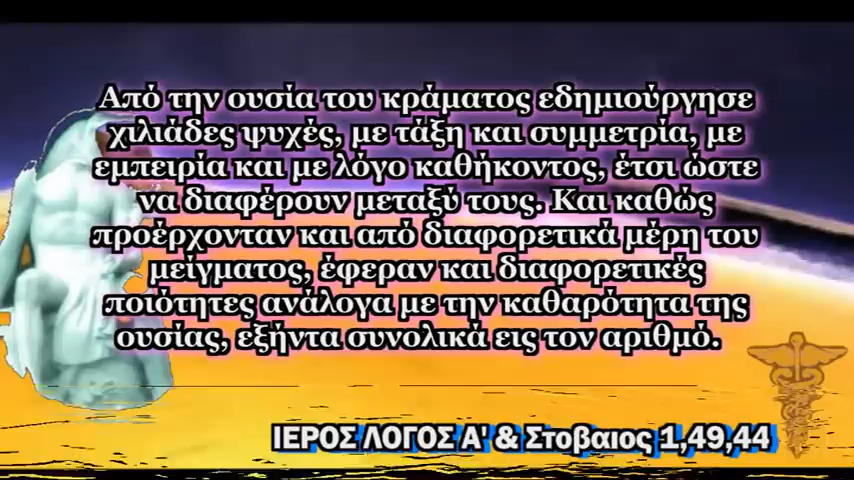 Από την ουσία του κράματος εδημιούργησε
χιλιάδες ψυχές, με τάξη και συμμετρία, με
εμπειρία και με λόγο καθήκοντος, έτσι ώστε
να διαφέρουν μεταξύ τους. Και καθώς
προέρχονταν και από διαφορετικά μέρη του
μείγματος, έφεραν και διαφορετικές
ποιότητες ανάλογα με την καθαρότητα της
ουσίας, εξήντα συνολικά εις τον αριθμό.
ΙΕΡΟΣ ΛΟΓΟΣ Α' & Στοβαιος 1,49,44